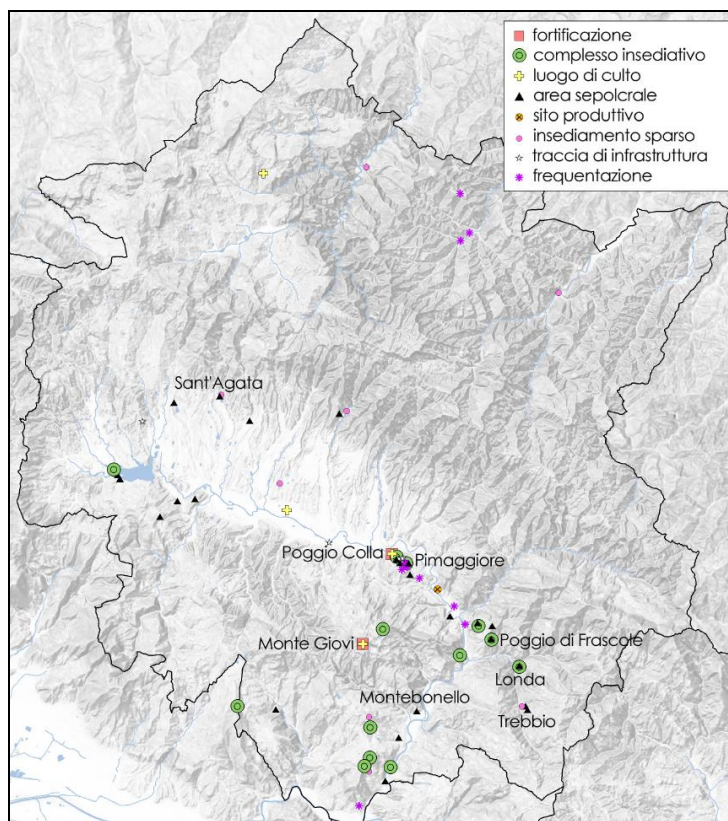 fortificazione
complesso insediativo
luogo di culto
area sepolcrale
sito produttivo
insediamento sparso
traccia di infrastruttura
frequentazione
Sant'Agata
Poggio Colla
Pimaggiore
Monte Giovi
Poggio di Frascole
Londa
Montebonello
Trebbio